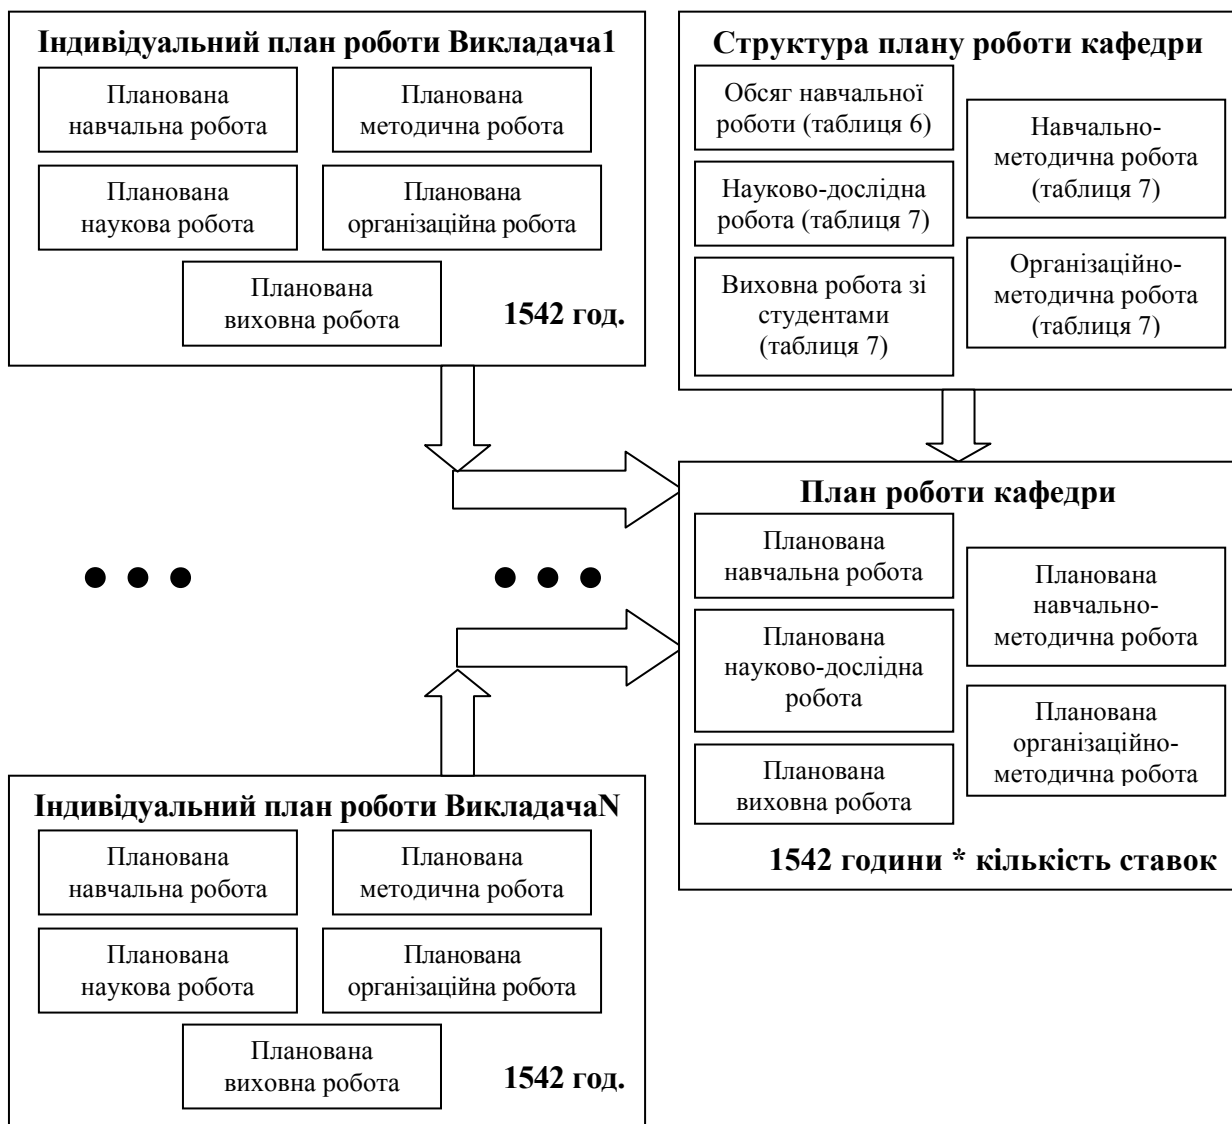 Індивідуальний план роботи Викладача1
Планована
навчальна робота
Планована
методична робота
Планована
наукова робота
Планована
організаційна робота
Планована
виховна робота
1542 год.
Структура плану роботи кафедри
Обсяг навчальної
роботи (таблиця 6)
Навчально-
методична робота
(таблиця 7)
Науково-дослідна
робота (таблиця 7)
Організаційно-
методична робота
(таблиця 7)
Виховна робота зі
студентами
(таблиця 7)
План роботи кафедри
Планована
навчальна робота
Планована
навчально-
методична робота
Планована
науково-дослідна
робота
Планована
організаційно-
методична робота
Планована
виховна робота
1542 години * кількість ставок
Індивідуальний план роботи ВикладачаN
Планована
навчальна робота
Планована
методична робота
Планована
наукова робота
Планована
організаційна робота
Планована
виховна робота
1542 год.